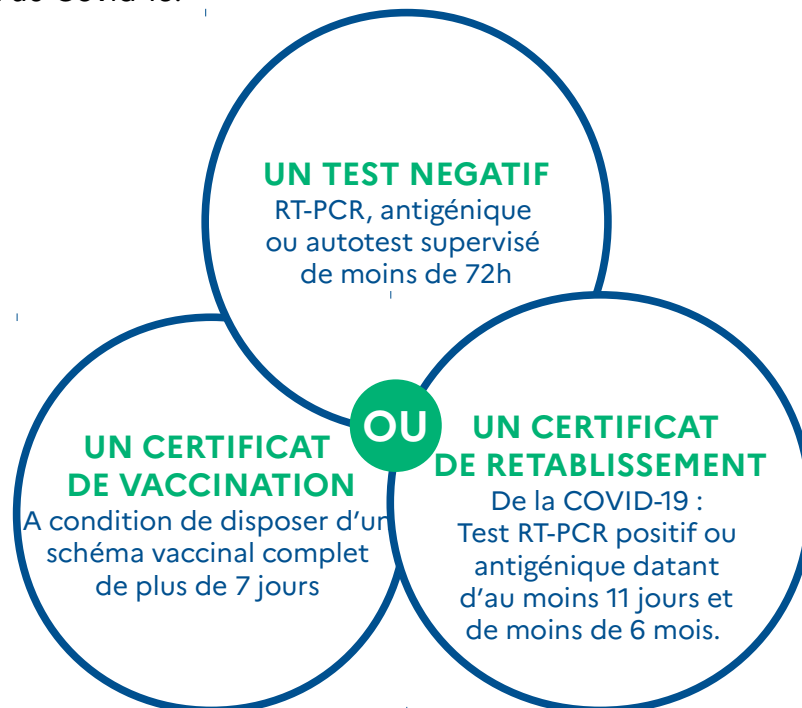 UN TEST NEGATIF
RT-PCR, antigénique
ou autotest supervisé
de moins de 72h
OU
UN CERTIFICAT
DE VACCINATION
A condition de disposer d'un
schéma vaccinal complet
de plus de 7 jours
UN CERTIFICAT
DE RETABLISSEMENT
De la COVID-19 :
Test RT-PCR positif ou
antigénique datant
d'au moins 11 jours et
de moins de 6 mois.